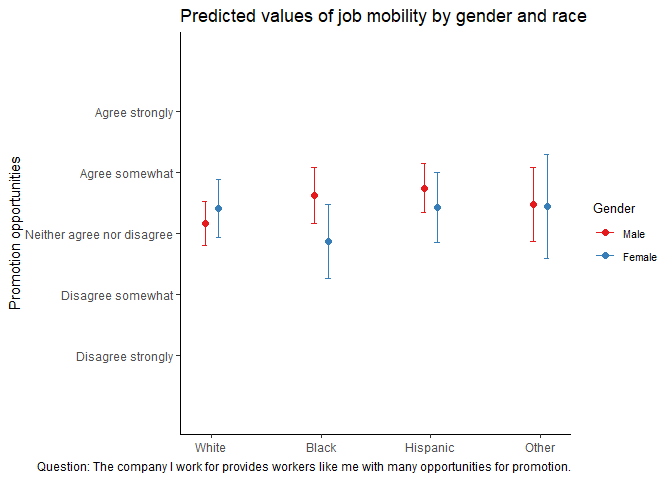 Predicted values of job mobility by gender and race
Promotion opportunities
Agree strongly
Agree somewhat
Neither agree nor disagree
Disagree somewhat
Disagree strongly
White Black Hispanic Other
Gender
Male
Female
Question: The company I work for provides workers like me with many opportunities for promotion.